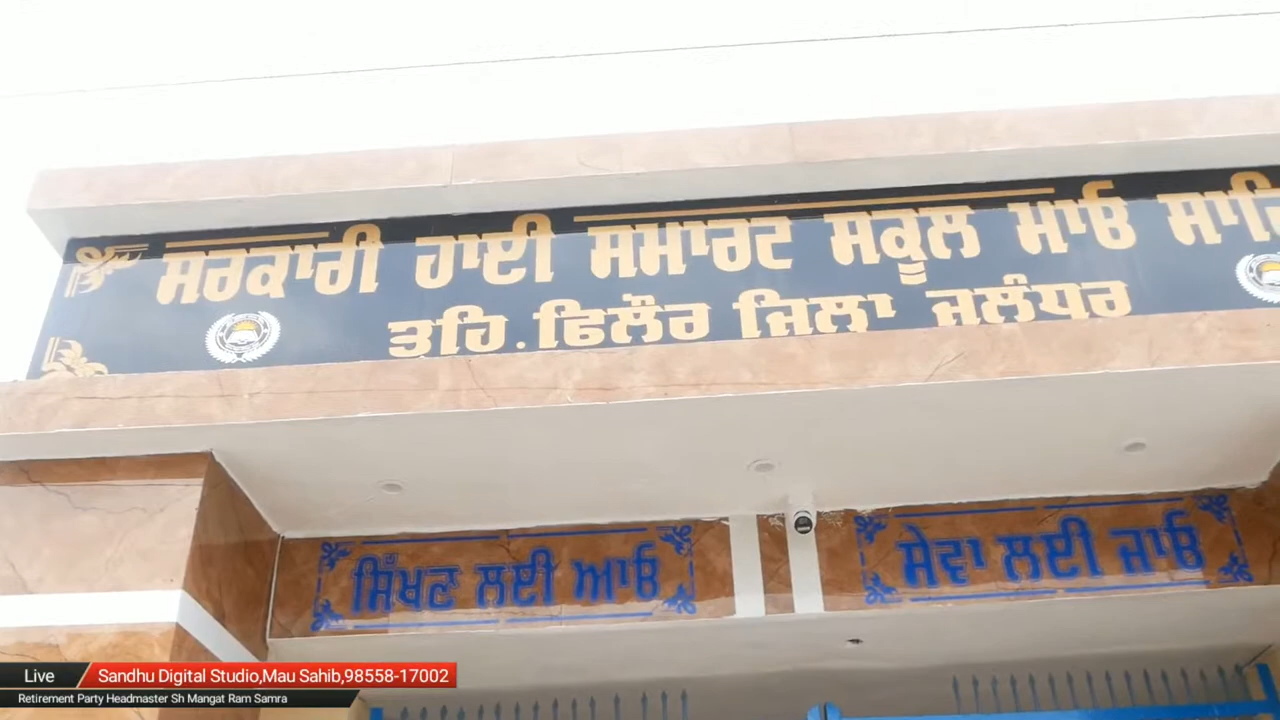 ਸਰਕਾਰੀ ਹਾਈ ਸਮਾਰਟ ਸਕੂਲ ਮਾਓ
ਤਹਿ.ਫਿਲੌਰ ਜਿਲਾ ਜਲੰਧਰ
ਸਿੱਖਣ ਲਈ ਆਓ
ਸੇਵਾ ਲਈ ਜਾਓ
Live Sandhu Digital Studio,Mau Sahib,98558-17002
Retirement Party Headmaster Sh Mangat Ram Samra